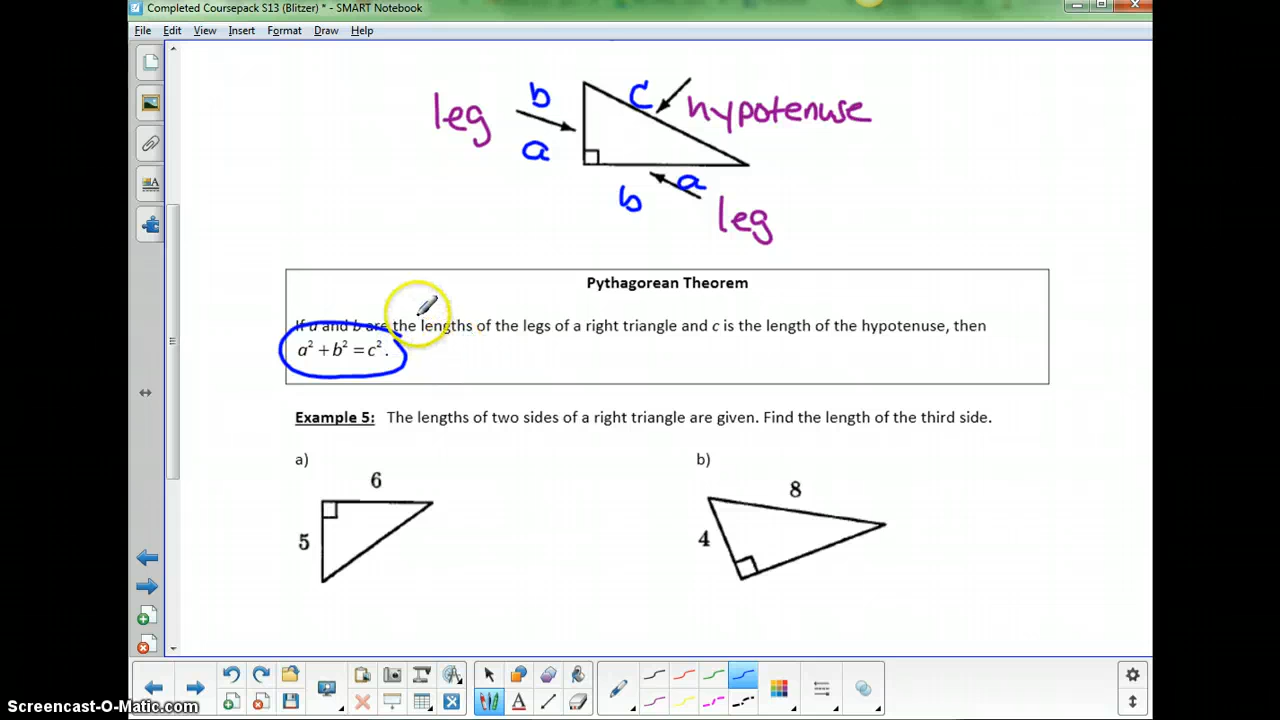 Completed Coursepack S13 (Blitzer) * - SMART Notebook
File Edit View Insert Format Draw Help
leg b c hypotenuse
a
b a leg
Pythagorean Theorem
If a and b are the lengths of the legs of a right triangle and c is the length of the hypotenuse, then
a² + b² = c².
Example 5: The lengths of two sides of a right triangle are given. Find the length of the third side.
a) b)
6 8
5 4
Screencast-O-Matic.com